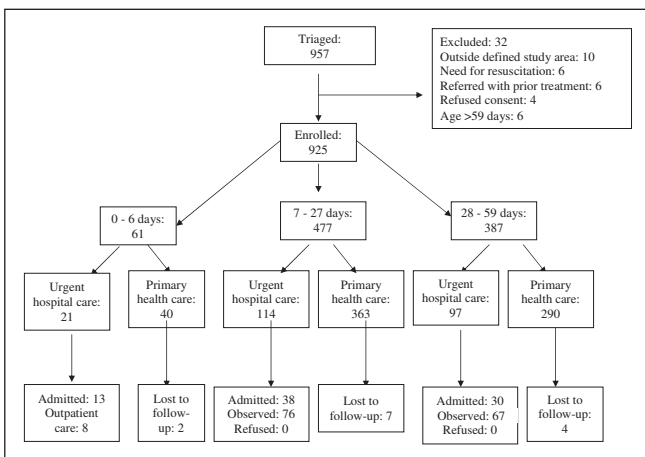 Triaged:
957
Excluded: 32
Outside defined study area: 10
Need for resuscitation: 6
Referred with prior treatment: 6
Refused consent: 4
Age >59 days: 6
Enrolled:
925
0 - 6 days:
61
7 - 27 days:
477
28 - 59 days:
387
Urgent
hospital care:
21
Primary
health care:
40
Urgent
hospital care:
114
Primary
health care:
363
Urgent
hospital care:
97
Primary
health care:
290
Admitted: 13
Outpatient
care: 8
Lost to
follow-
up: 2
Admitted: 38
Observed: 76
Refused: 0
Lost to
follow-up: 7
Admitted: 30
Observed: 67
Refused: 0
Lost to
follow-up:
4